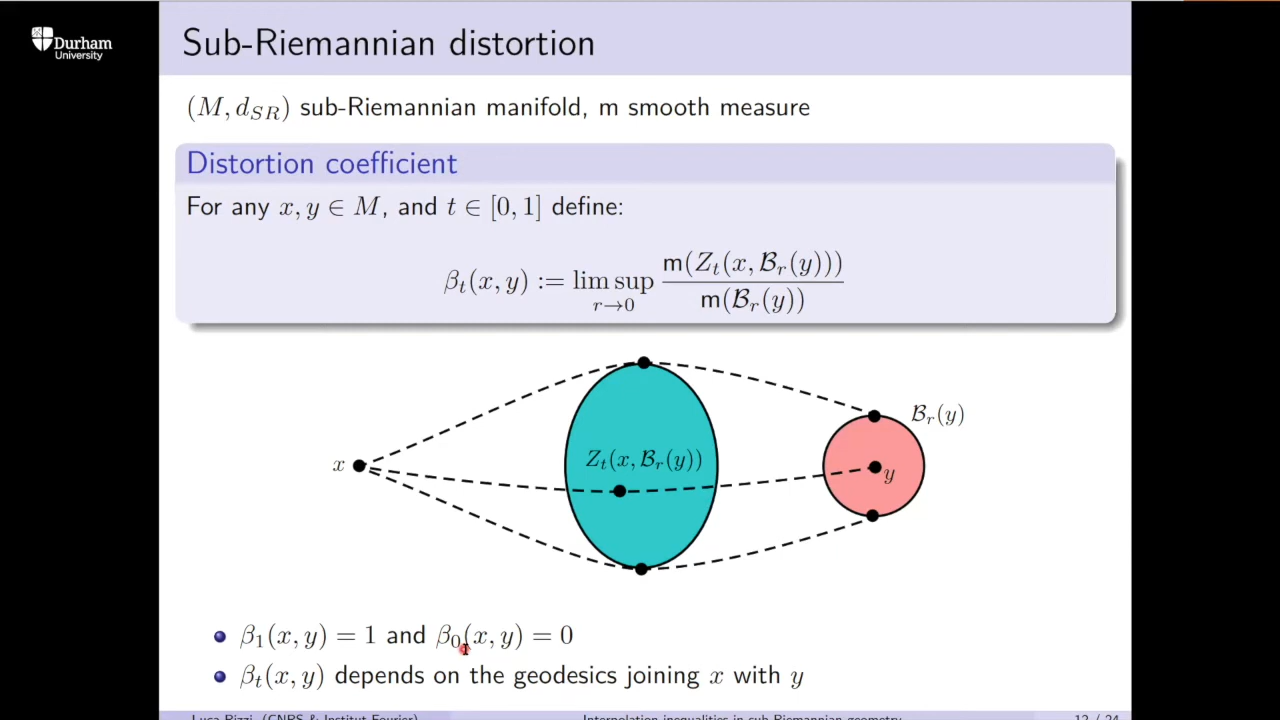 Durham
University
Sub-Riemannian distortion
(M, d_{SR}) sub-Riemannian manifold, m smooth measure
Distortion coefficient
For any x, y ∈ M, and t ∈ [0, 1] define:
β_t(x, y) := lim sup_{r→0} m(Z_t(x, ℬ_r(y))) / m(ℬ_r(y))
ℬ_r(y)
x
Z_t(x, ℬ_r(y))
y
β_1(x, y) = 1 and β_0(x, y) = 0
β_t(x, y) depends on the geodesics joining x with y
Luca Rizzi (CNRS & Institut Fourier) Interpolation inequalities in sub-Riemannian geometry 12 / 24